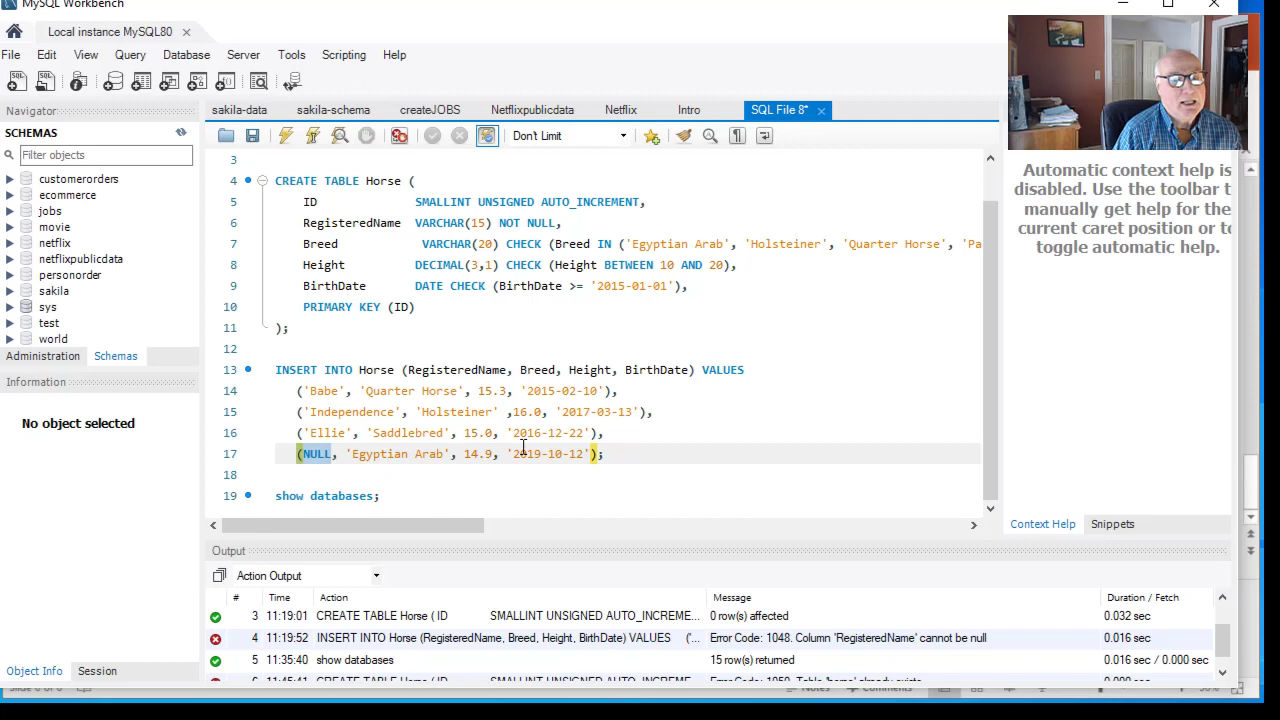 MySQL Workbench
Local instance MySQL80
File Edit View Query Database Server Tools Scripting Help
Navigator
SCHEMAS
Filter objects
customerorders
ecommerce
jobs
movie
netflix
netflixpublicdata
personorder
sakila
sys
test
world
Administration Schemas
Information
No object selected
Object Info Session
sakila-data sakila-schema createJOBS Netflixpublicdata Netflix Intro SQL File 8*
Don't Limit
3
4 CREATE TABLE Horse (
5 ID SMALLINT UNSIGNED AUTO_INCREMENT,
6 RegisteredName VARCHAR(15) NOT NULL,
7 Breed VARCHAR(20) CHECK (Breed IN ('Egyptian Arab', 'Holsteiner', 'Quarter Horse', 'Pa
8 Height DECIMAL(3,1) CHECK (Height BETWEEN 10 AND 20),
9 BirthDate DATE CHECK (BirthDate >= '2015-01-01'),
10 PRIMARY KEY (ID)
11 );
12
13 INSERT INTO Horse (RegisteredName, Breed, Height, BirthDate) VALUES
14 ('Babe', 'Quarter Horse', 15.3, '2015-02-10'),
15 ('Independence', 'Holsteiner' ,16.0, '2017-03-13'),
16 ('Ellie', 'Saddlebred', 15.0, '2016-12-22'),
17 (NULL, 'Egyptian Arab', 14.9, '2019-10-12');
18
19 show databases;
Automatic context help is
disabled. Use the toolbar t
manually get help for the
current caret position or to
toggle automatic help.
Context Help Snippets
Output
Action Output
# Time Action Message Duration / Fetch
3 11:19:01 CREATE TABLE Horse ( ID SMALLINT UNSIGNED AUTO_INCREME... 0 row(s) affected 0.032 sec
4 11:19:52 INSERT INTO Horse (RegisteredName, Breed, Height, BirthDate) VALUES ('... Error Code: 1048. Column 'RegisteredName' cannot be null 0.016 sec
5 11:35:40 show databases 15 row(s) returned 0.016 sec / 0.000 sec
Notes Comments